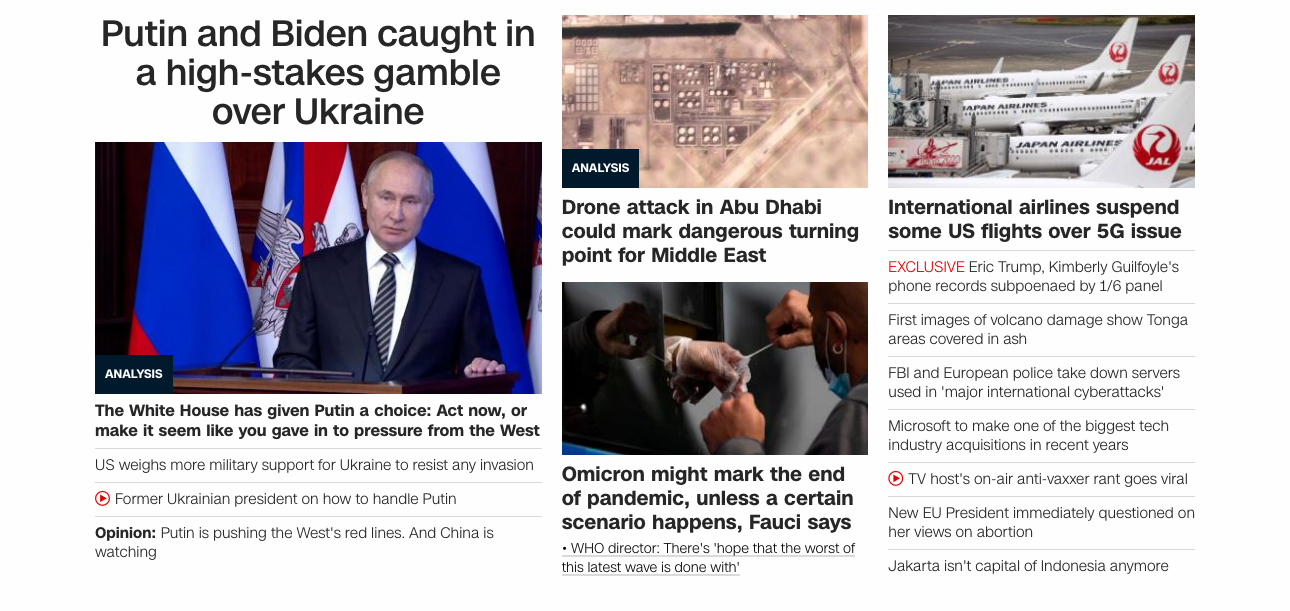 Putin and Biden caught in
a high-stakes gamble
over Ukraine
ANALYSIS
The White House has given Putin a choice: Act now, or
make it seem like you gave in to pressure from the West
US weighs more military support for Ukraine to resist any invasion
Former Ukrainian president on how to handle Putin
Opinion: Putin is pushing the West's red lines. And China is
watching
ANALYSIS
Drone attack in Abu Dhabi
could mark dangerous turning
point for Middle East
Omicron might mark the end
of pandemic, unless a certain
scenario happens, Fauci says
• WHO director: There's 'hope that the worst of
this latest wave is done with'
JAPAN AIRLINES
JAPAN AIRLINES
JAPAN AIRLINES
JAL
International airlines suspend
some US flights over 5G issue
EXCLUSIVE Eric Trump, Kimberly Guilfoyle's
phone records subpoenaed by 1/6 panel
First images of volcano damage show Tonga
areas covered in ash
FBI and European police take down servers
used in 'major international cyberattacks'
Microsoft to make one of the biggest tech
industry acquisitions in recent years
TV host's on-air anti-vaxxer rant goes viral
New EU President immediately questioned on
her views on abortion
Jakarta isn't capital of Indonesia anymore